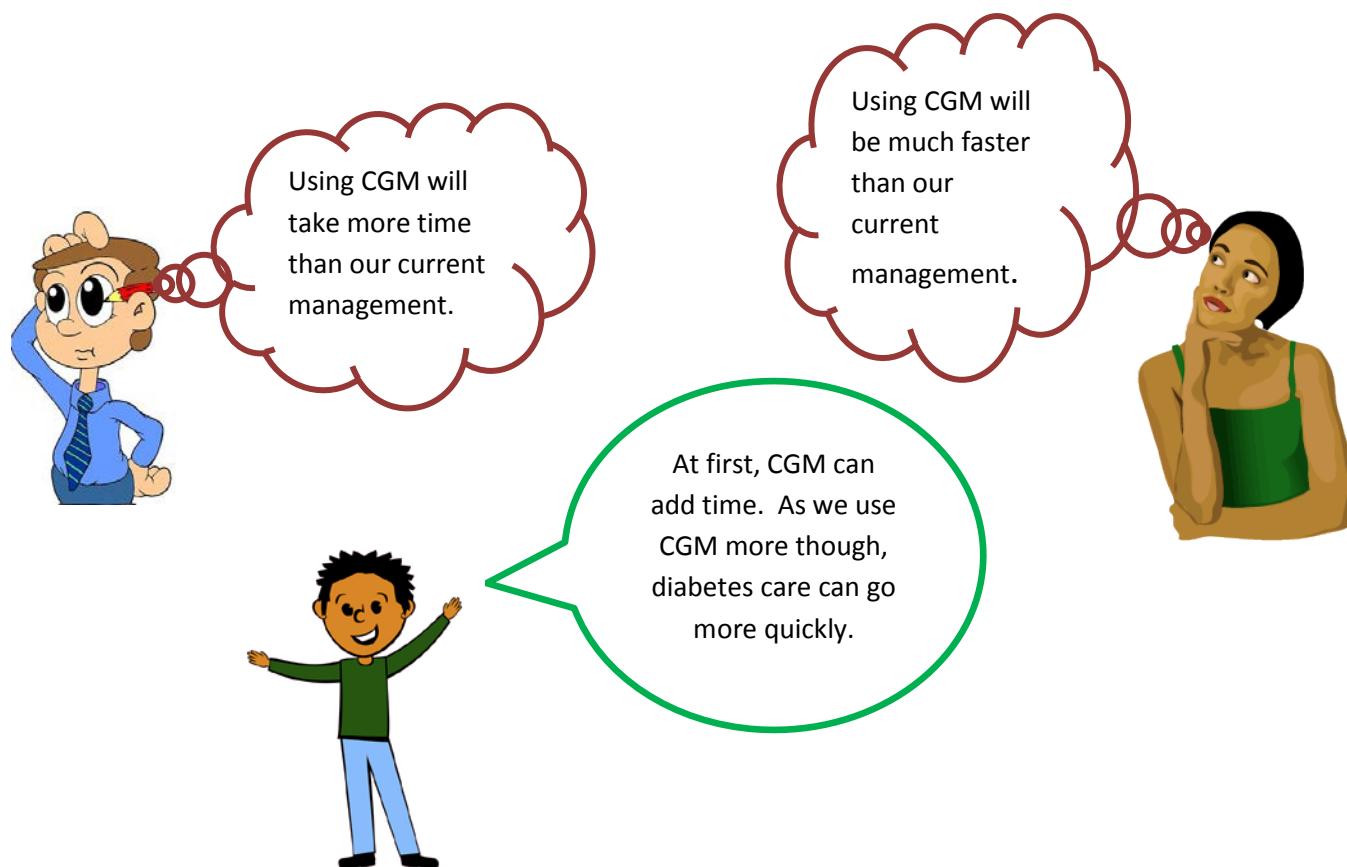 Using CGM will
take more time
than our current
management.
Using CGM will
be much faster
than our
current
management.
At first, CGM can
add time.  As we use
CGM more though,
diabetes care can go
more quickly.